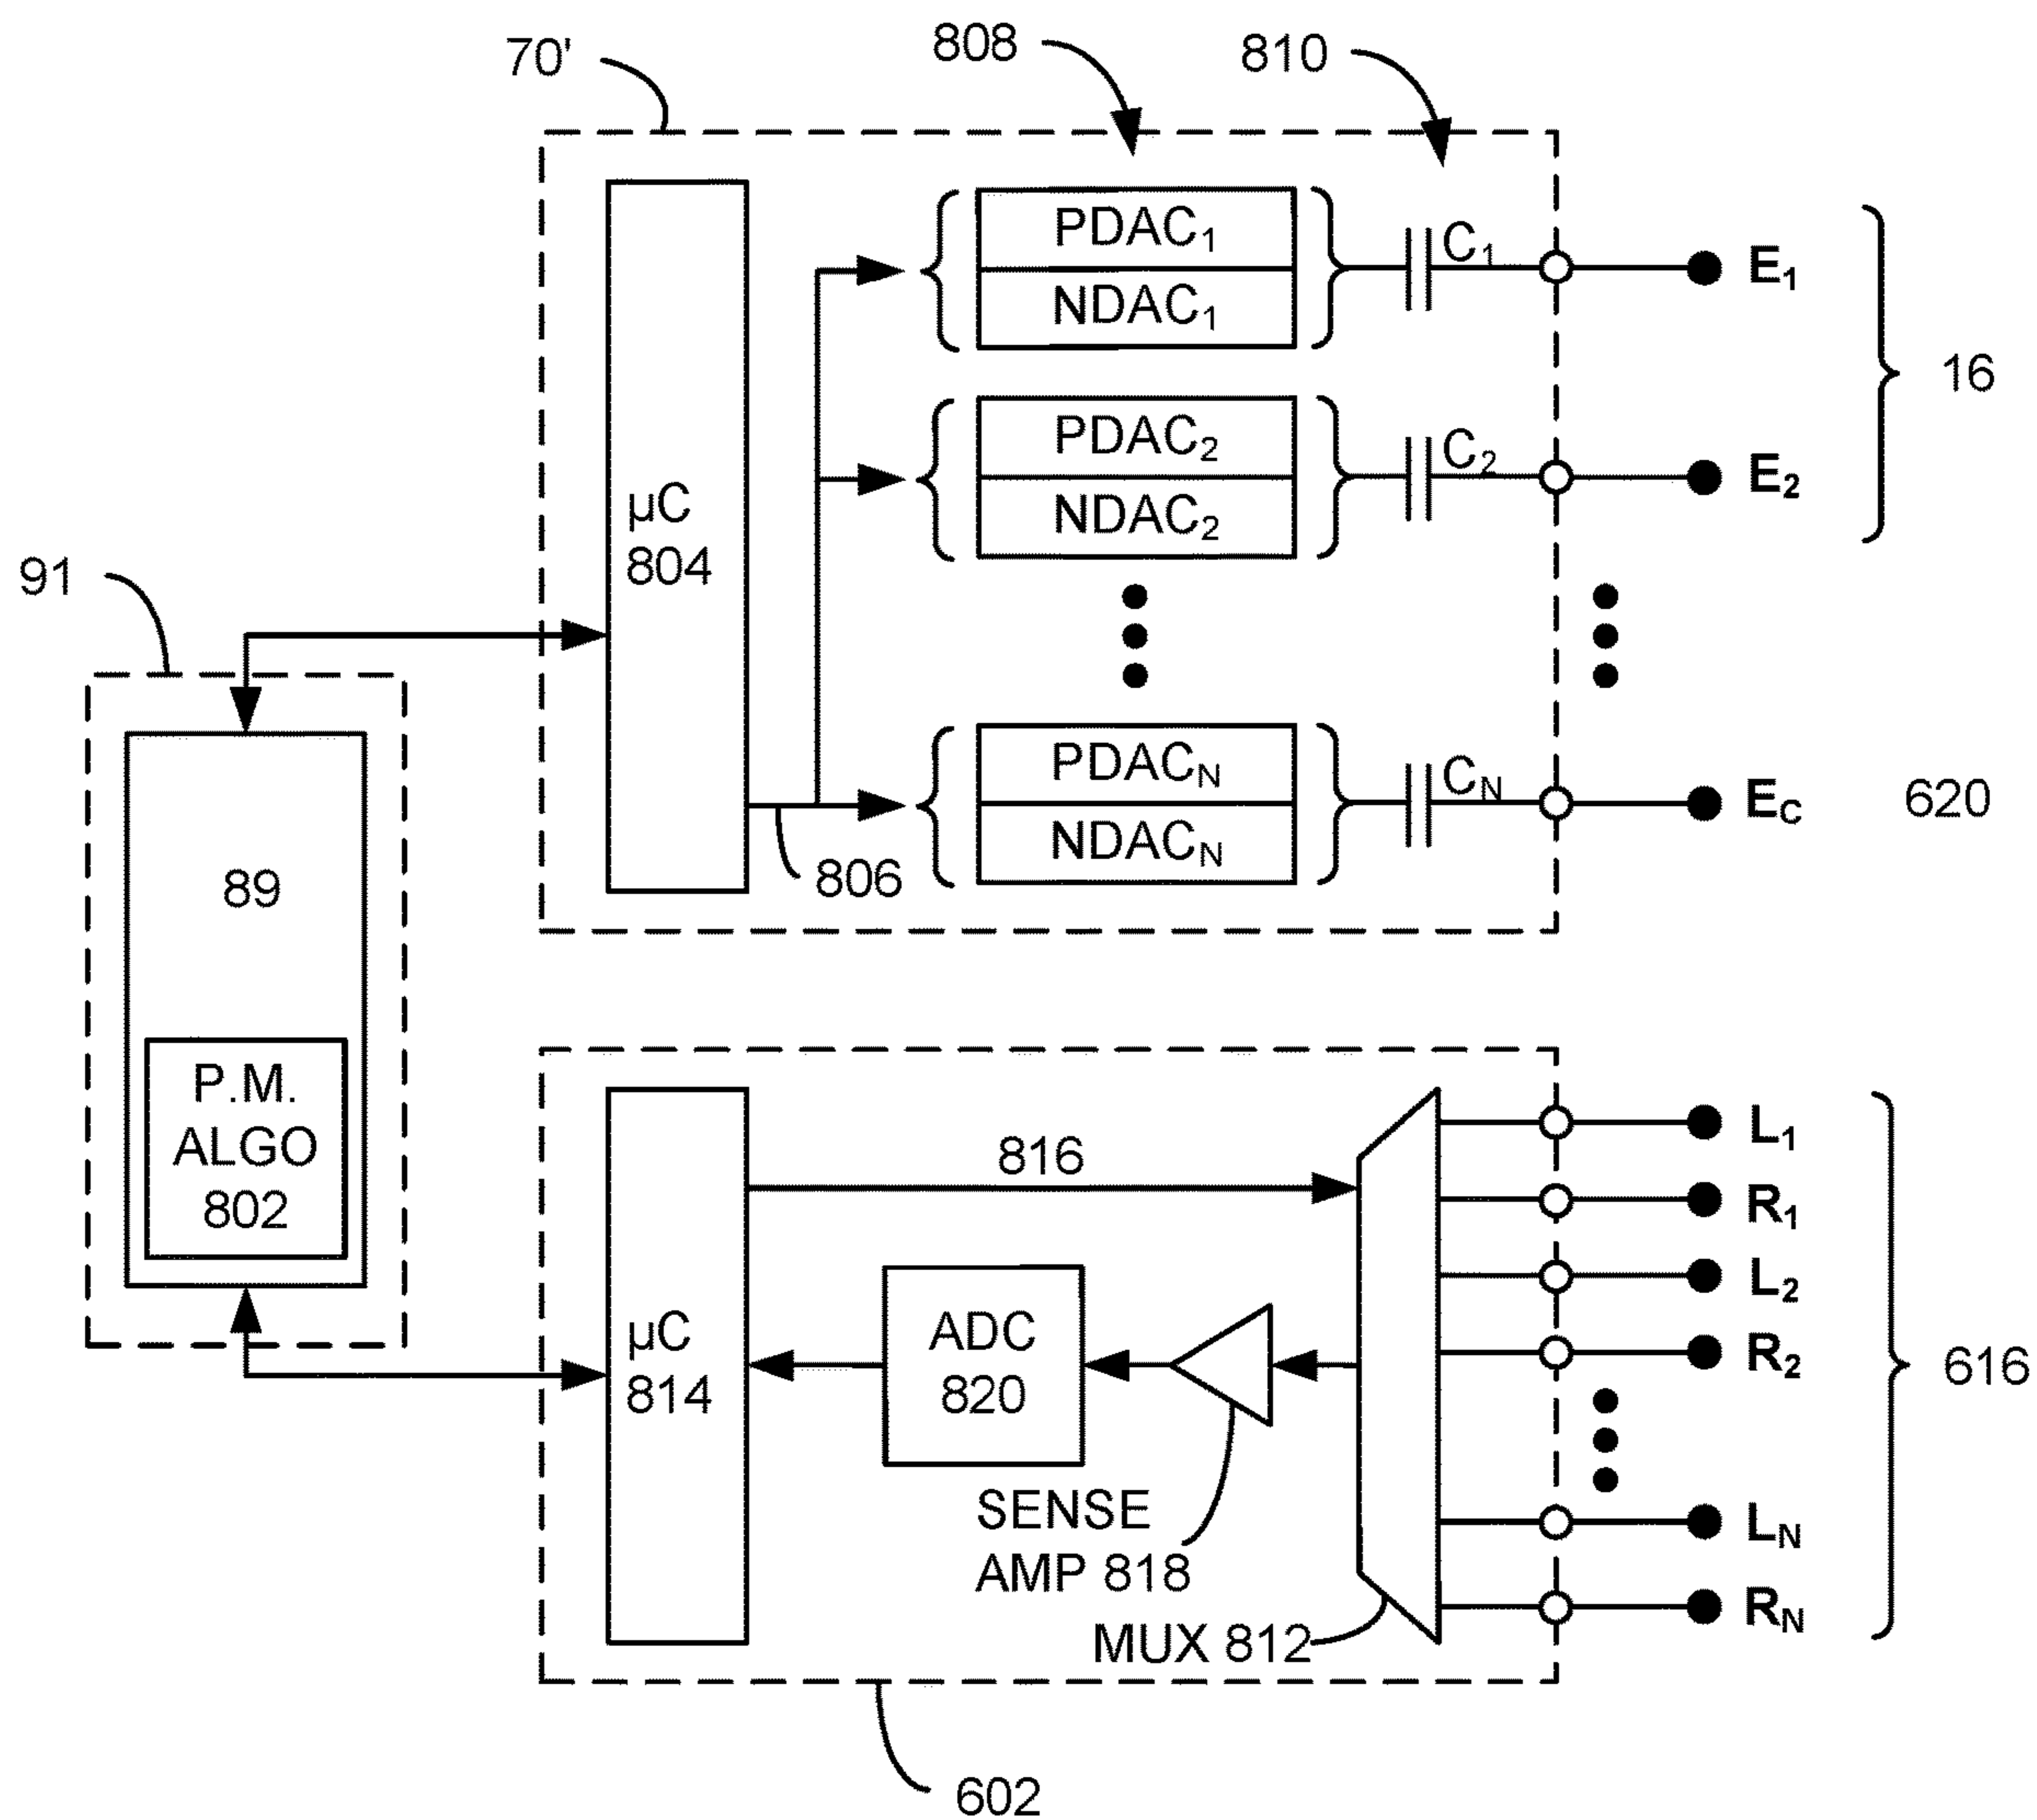 70'
808
810
PDAC1
NDAC1
C1
E1
16
PDAC2
NDAC2
C2
E2
µC
804
91
PDACN
NDACN
CN
EC
620
806
89
P.M.
ALGO
802
816
L1
R1
L2
R2
616
µC
814
ADC
820
SENSE
AMP 818
LN
MUX 812
RN
602